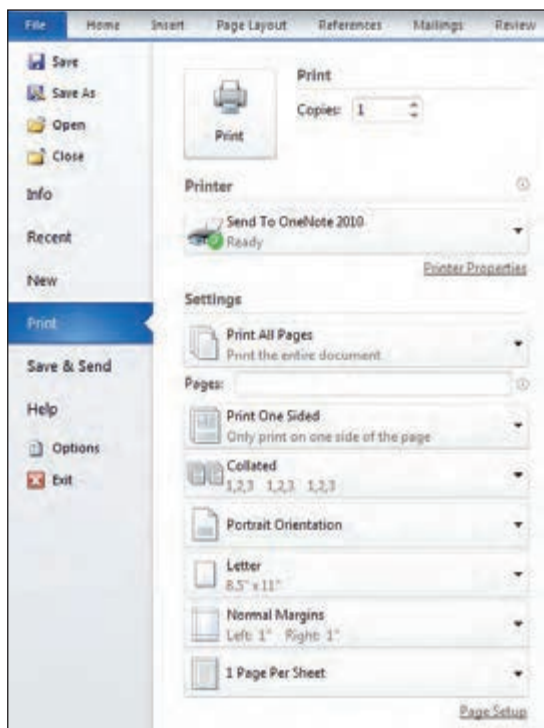 File Home Insert Page Layout References Mailings Review
Save
Save As
Open
Close
Info
Recent
New
Print
Save & Send
Help
Options
Exit
Print
Print
Copies: 1
Printer
Send To OneNote 2010
Ready
Printer Properties
Settings
Print All Pages
Print the entire document
Pages:
Print One Sided
Only print on one side of the page
Collated
1,2,3 1,2,3 1,2,3
Portrait Orientation
Letter
8.5" x 11"
Normal Margins
Left: 1" Right: 1"
1 Page Per Sheet
Page Setup